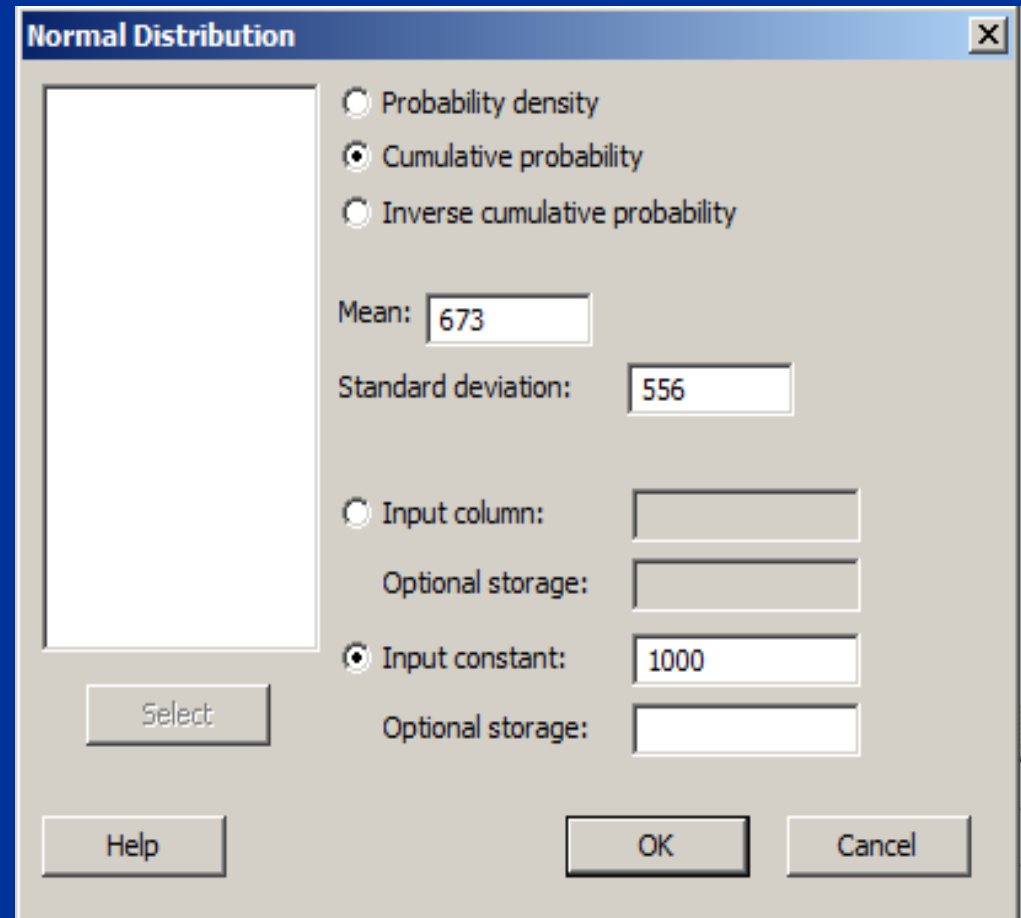 Normal Distribution
Probability density
Cumulative probability
Inverse cumulative probability
Mean: 673
Standard deviation: 556
Input column:
Optional storage:
Input constant: 1000
Select
Optional storage:
Help OK Cancel